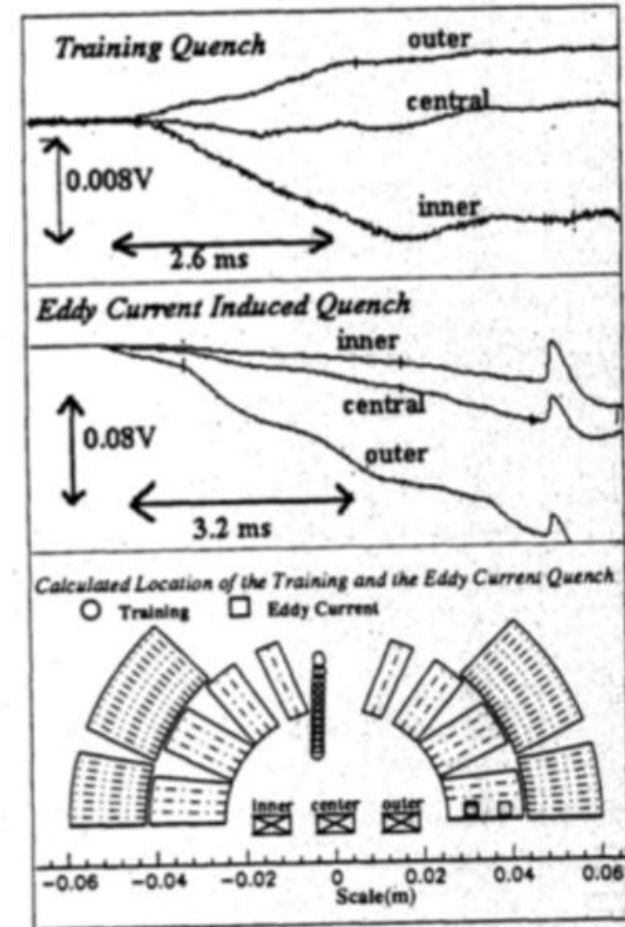 Training Quench
outer
central
0.008V
inner
2.6 ms
Eddy Current Induced Quench
inner
central
0.08V
outer
3.2 ms
Calculated Location of the Training and the Eddy Current Quench
Training Eddy Current
inner center outer
-0.06 -0.04 -0.02 0 0.02 0.04 0.06
Scale(m)